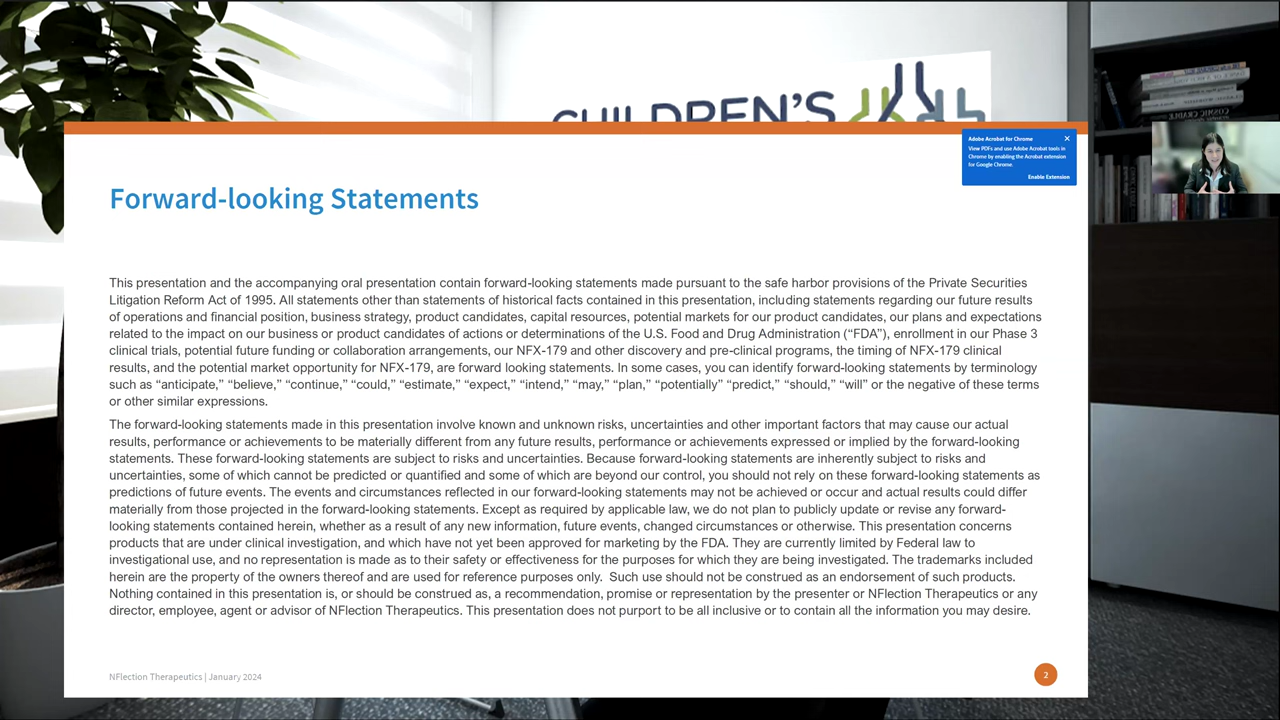 CHILDREN'S
Adobe Acrobat for Chrome
View PDFs and use Adobe Acrobat tools in
Chrome by enabling the Acrobat extension
for Google Chrome.
Enable Extension
Forward-looking Statements
This presentation and the accompanying oral presentation contain forward-looking statements made pursuant to the safe harbor provisions of the Private Securities
Litigation Reform Act of 1995. All statements other than statements of historical facts contained in this presentation, including statements regarding our future results
of operations and financial position, business strategy, product candidates, capital resources, potential markets for our product candidates, our plans and expectations
related to the impact on our business or product candidates of actions or determinations of the U.S. Food and Drug Administration (“FDA”), enrollment in our Phase 3
clinical trials, potential future funding or collaboration arrangements, our NFX-179 and other discovery and pre-clinical programs, the timing of NFX-179 clinical
results, and the potential market opportunity for NFX-179, are forward looking statements. In some cases, you can identify forward-looking statements by terminology
such as “anticipate,” “believe,” “continue,” “could,” “estimate,” “expect,” “intend,” “may,” “plan,” “potentially” “predict,” “should,” “will” or the negative of these terms
or other similar expressions.
The forward-looking statements made in this presentation involve known and unknown risks, uncertainties and other important factors that may cause our actual
results, performance or achievements to be materially different from any future results, performance or achievements expressed or implied by the forward-looking
statements. These forward-looking statements are subject to risks and uncertainties. Because forward-looking statements are inherently subject to risks and
uncertainties, some of which cannot be predicted or quantified and some of which are beyond our control, you should not rely on these forward-looking statements as
predictions of future events. The events and circumstances reflected in our forward-looking statements may not be achieved or occur and actual results could differ
materially from those projected in the forward-looking statements. Except as required by applicable law, we do not plan to publicly update or revise any forward-
looking statements contained herein, whether as a result of any new information, future events, changed circumstances or otherwise. This presentation concerns
products that are under clinical investigation, and which have not yet been approved for marketing by the FDA. They are currently limited by Federal law to
investigational use, and no representation is made as to their safety or effectiveness for the purposes for which they are being investigated. The trademarks included
herein are the property of the owners thereof and are used for reference purposes only. Such use should not be construed as an endorsement of such products.
Nothing contained in this presentation is, or should be construed as, a recommendation, promise or representation by the presenter or NFlection Therapeutics or any
director, employee, agent or advisor of NFlection Therapeutics. This presentation does not purport to be all inclusive or to contain all the information you may desire.
NFlection Therapeutics | January 2024
2